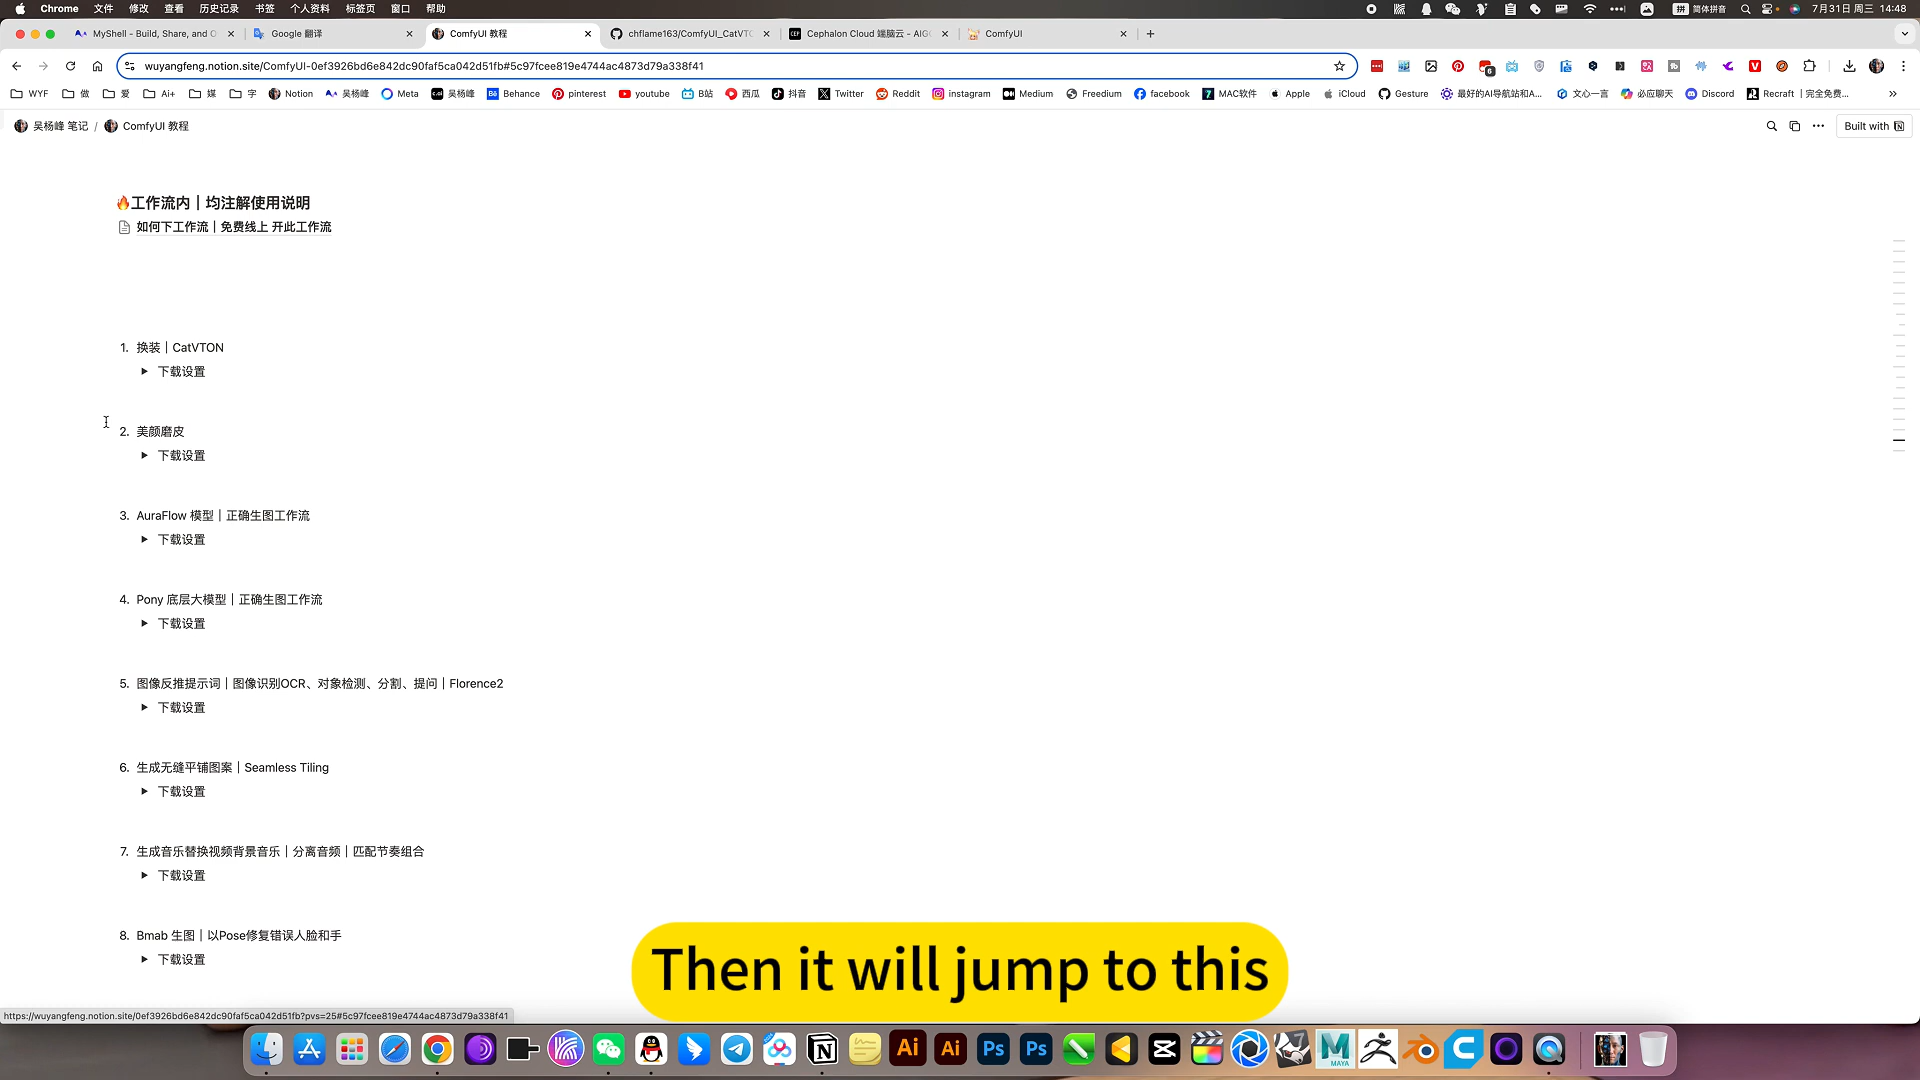 Chrome 文件 修改 查看 历史记录 书签 个人资料 标签页 窗口 帮助
简体拼音 7月31日 周三 14:48
MyShell - Build, Share, and O
Google 翻译
ComfyUI 教程
chflame163/ComfyUI_CatVTO
Cephalon Cloud 端脑云 - AIGC
ComfyUI
wuyangfeng.notion.site/ComfyUI-0ef3926bd6e842dc90faf5ca042d51fb#5c97fcee819e4744ac4873d79a338f41
WYF 做 爱 Ai+ 媒 字 Notion 吴杨峰 Meta 吴杨峰 Behance pinterest youtube B站 西瓜 抖音 Twitter Reddit instagram Medium Freedium facebook MAC软件 Apple iCloud Gesture 最好的AI导航站和A... 文心一言 必应聊天 Discord Recraft | 完全免费...
吴杨峰 笔记 / ComfyUI 教程
Built with
🔥工作流内|均注解使用说明
如何下工作流|免费线上 开此工作流
1. 换装|CatVTON
下载设置
2. 美颜磨皮
下载设置
3. AuraFlow 模型|正确生图工作流
下载设置
4. Pony 底层大模型|正确生图工作流
下载设置
5. 图像反推提示词|图像识别OCR、对象检测、分割、提问|Florence2
下载设置
6. 生成无缝平铺图案|Seamless Tiling
下载设置
7. 生成音乐替换视频背景音乐|分离音频|匹配节奏组合
下载设置
8. Bmab 生图|以Pose修复错误人脸和手
下载设置
Then it will jump to this
https://wuyangfeng.notion.site/0ef3926bd6e842dc90faf5ca042d51fb?pvs=25#5c97fcee819e4744ac4873d79a338f41
Ai Ai Ps Ps MAYA